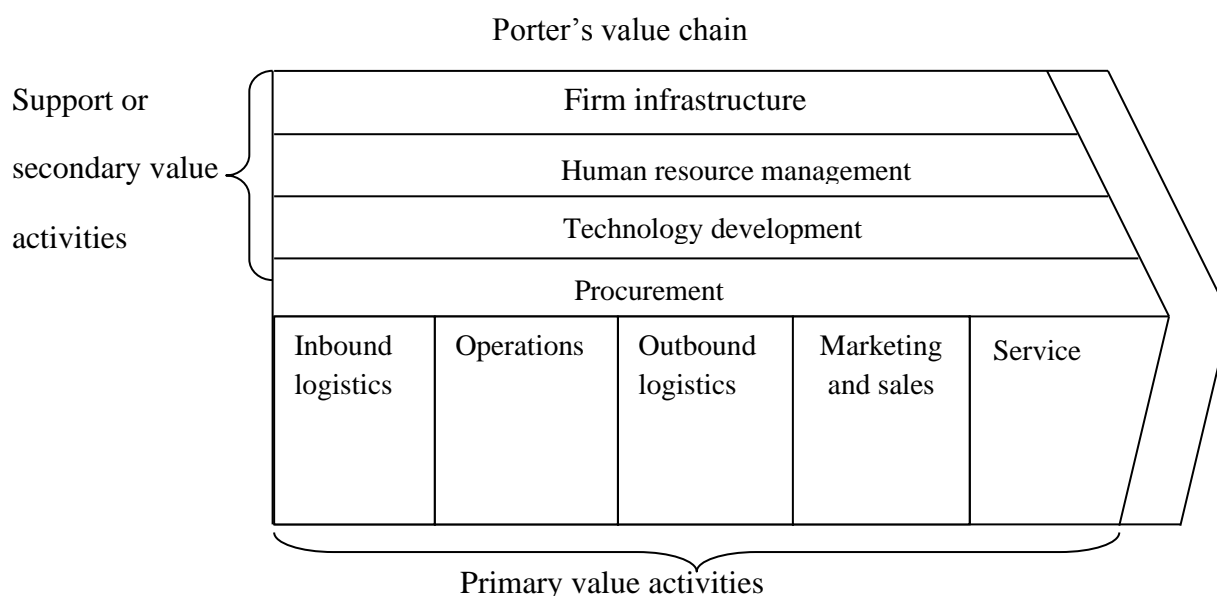 Porter’s value chain
Support or
secondary value
activities
Firm infrastructure
Human resource management
Technology development
Procurement
Inbound
logistics
Operations
Outbound
logistics
Marketing
and sales
Service
Primary value activities